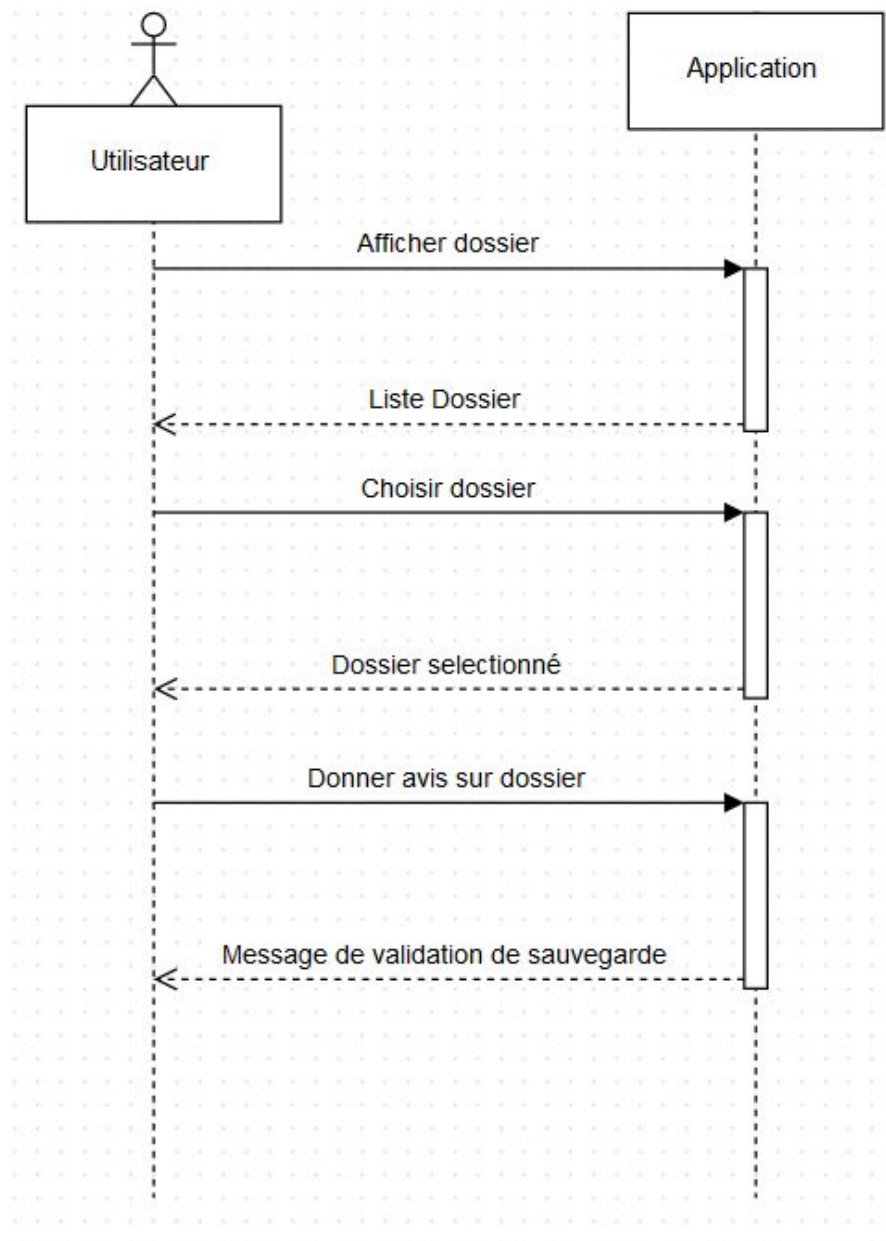 Utilisateur
Application
Afficher dossier
Liste Dossier
Choisir dossier
Dossier selectionné
Donner avis sur dossier
Message de validation de sauvegarde